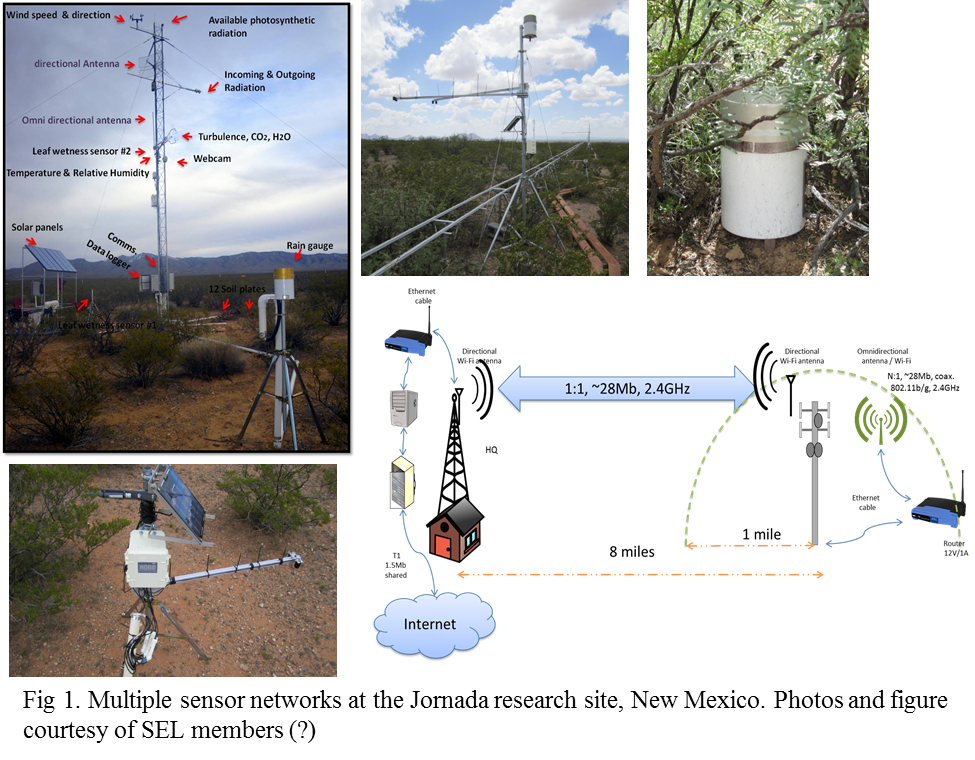 Wind speed & direction
Available photosynthetic
radiation
directional Antenna
Incoming & Outgoing
Radiation
Omni directional antenna
Turbulence, CO2, H2O
Leaf wetness sensor #2
Webcam
Temperature & Relative Humidity
Solar panels
Comms.
Data logger
Rain gauge
12 Soil plates
Leaf wetness sensor #1
Ethernet
cable
Directional
Wi-Fi antenna
1:1, ~28Mb, 2.4GHz
Directional
Wi-Fi antenna
Omnidirectional
antenna / Wi-Fi
N:1, ~28Mb, coax.
802.11b/g, 2.4GHz
HQ
Ethernet
cable
Router
12V/1A
1 mile
8 miles
T1
1.5Mb
shared
Internet
Fig 1. Multiple sensor networks at the Jornada research site, New Mexico. Photos and figure
courtesy of SEL members (?)